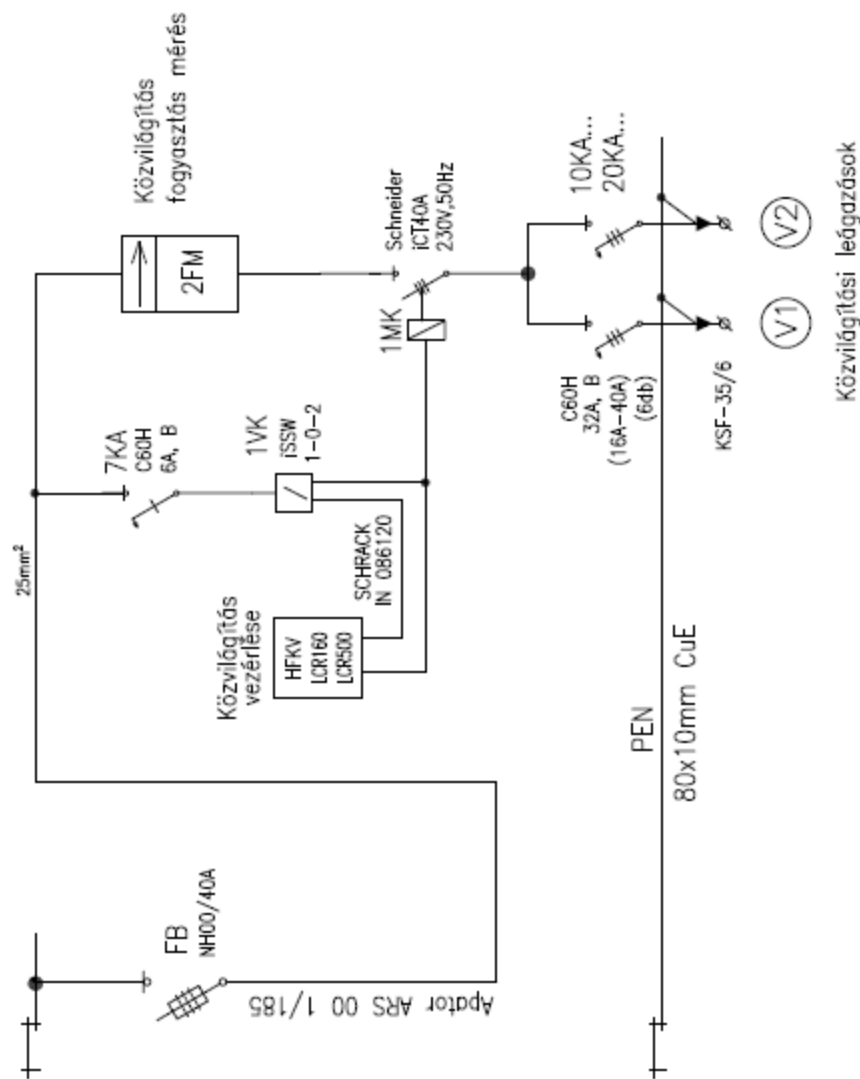 Közvilágítás
fogyasztás mérés
2FM
Schneider
iCT40A
230V,50Hz
1MK
10KA...
20KA...
C60H
32A, B
(16A-40A)
(6db)
KSF-35/6
V1
V2
Közvilágítási leágazások
25mm²
7KA
C60H
6A, B
1VK
iSSW
1-0-2
SCHRACK
IN 086120
Közvilágítás
vezérlése
HFKV
LCR160
LCR500
PEN
80x10mm CuE
FB
NH00/40A
Apator ARS 00 1/185